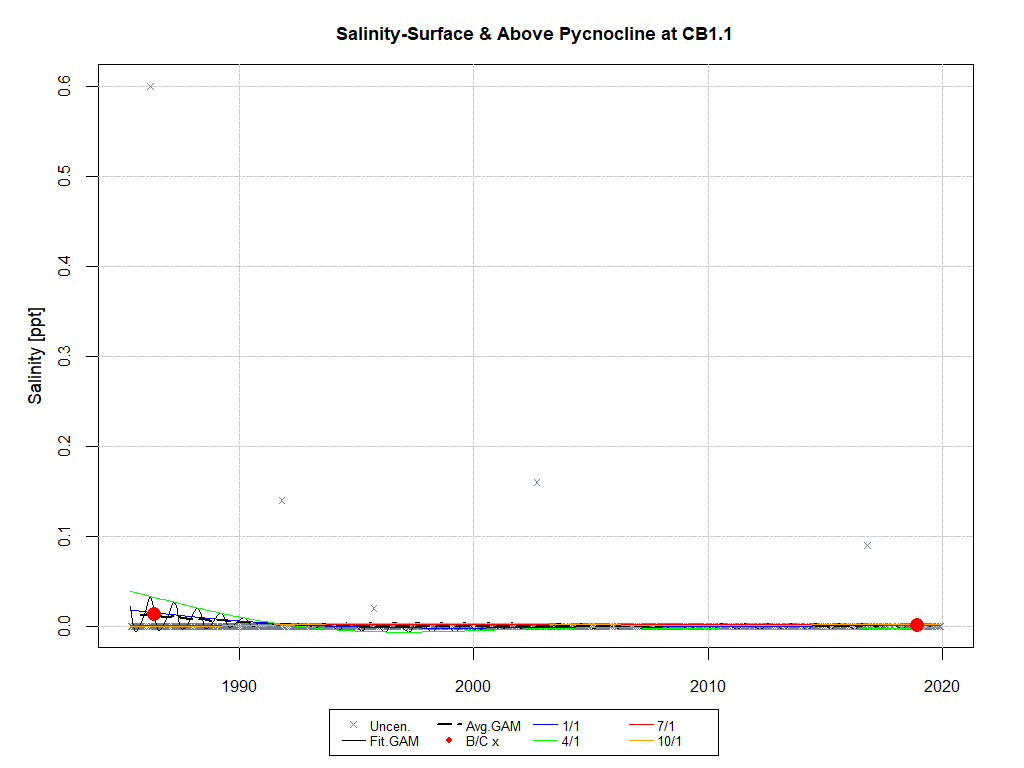 Salinity-Surface & Above Pycnocline at CB1.1
Salinity [ppt]
0.6
0.5
0.4
0.3
0.2
0.1
0.0
1990 2000 2010 2020
Uncen. Avg.GAM 1/1 7/1
Fit.GAM B/C x 4/1 10/1